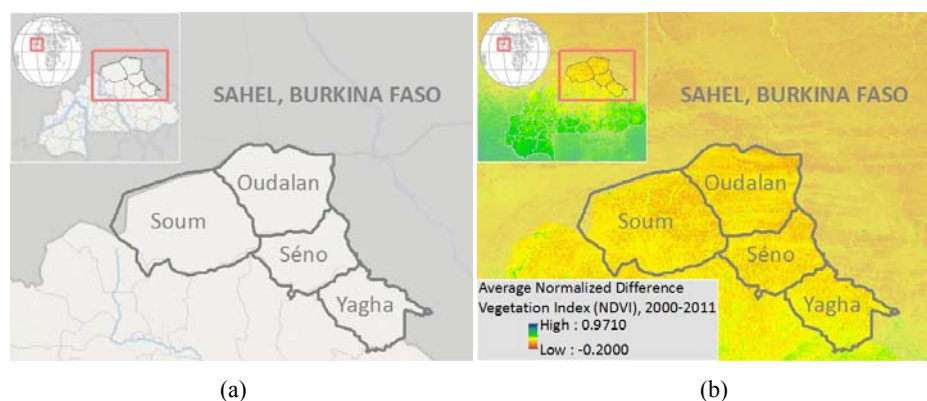 SAHEL, BURKINA FASO
Oudalan
Soum
Séno
Yagha
(a)
SAHEL, BURKINA FASO
Oudalan
Soum
Séno
Yagha
Average Normalized Difference
Vegetation Index (NDVI), 2000-2011
High : 0.9710
Low : -0.2000
(b)